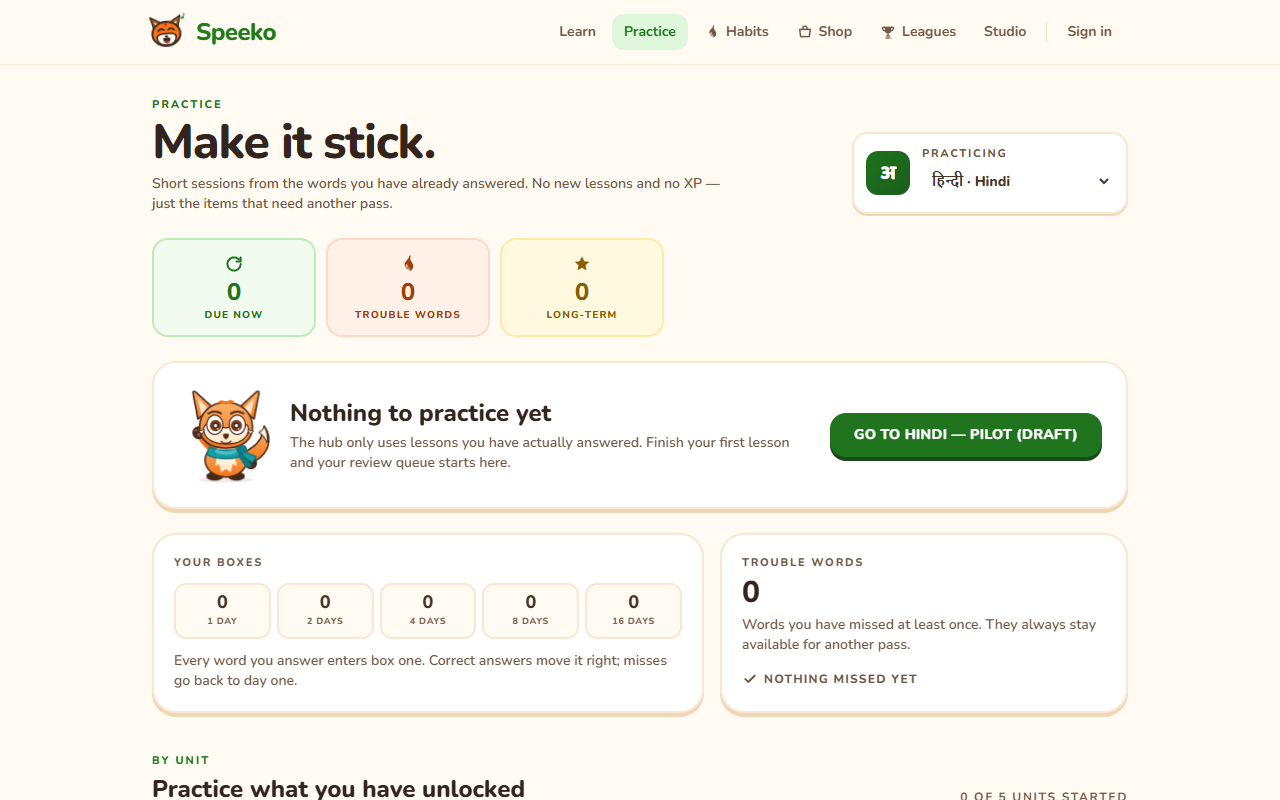 Speeko
Learn
Practice
Habits
Shop
Leagues
Studio
Sign in
PRACTICE
Make it stick.
Short sessions from the words you have already answered. No new lessons and no XP —
just the items that need another pass.
अ
PRACTICING
हिन्दी · Hindi
0
DUE NOW
0
TROUBLE WORDS
0
LONG-TERM
Nothing to practice yet
The hub only uses lessons you have actually answered. Finish your first lesson
and your review queue starts here.
GO TO HINDI — PILOT (DRAFT)
YOUR BOXES
0
1 DAY
0
2 DAYS
0
4 DAYS
0
8 DAYS
0
16 DAYS
Every word you answer enters box one. Correct answers move it right; misses
go back to day one.
TROUBLE WORDS
0
Words you have missed at least once. They always stay
available for another pass.
NOTHING MISSED YET
BY UNIT
Practice what you have unlocked
0 OF 5 UNITS STARTED